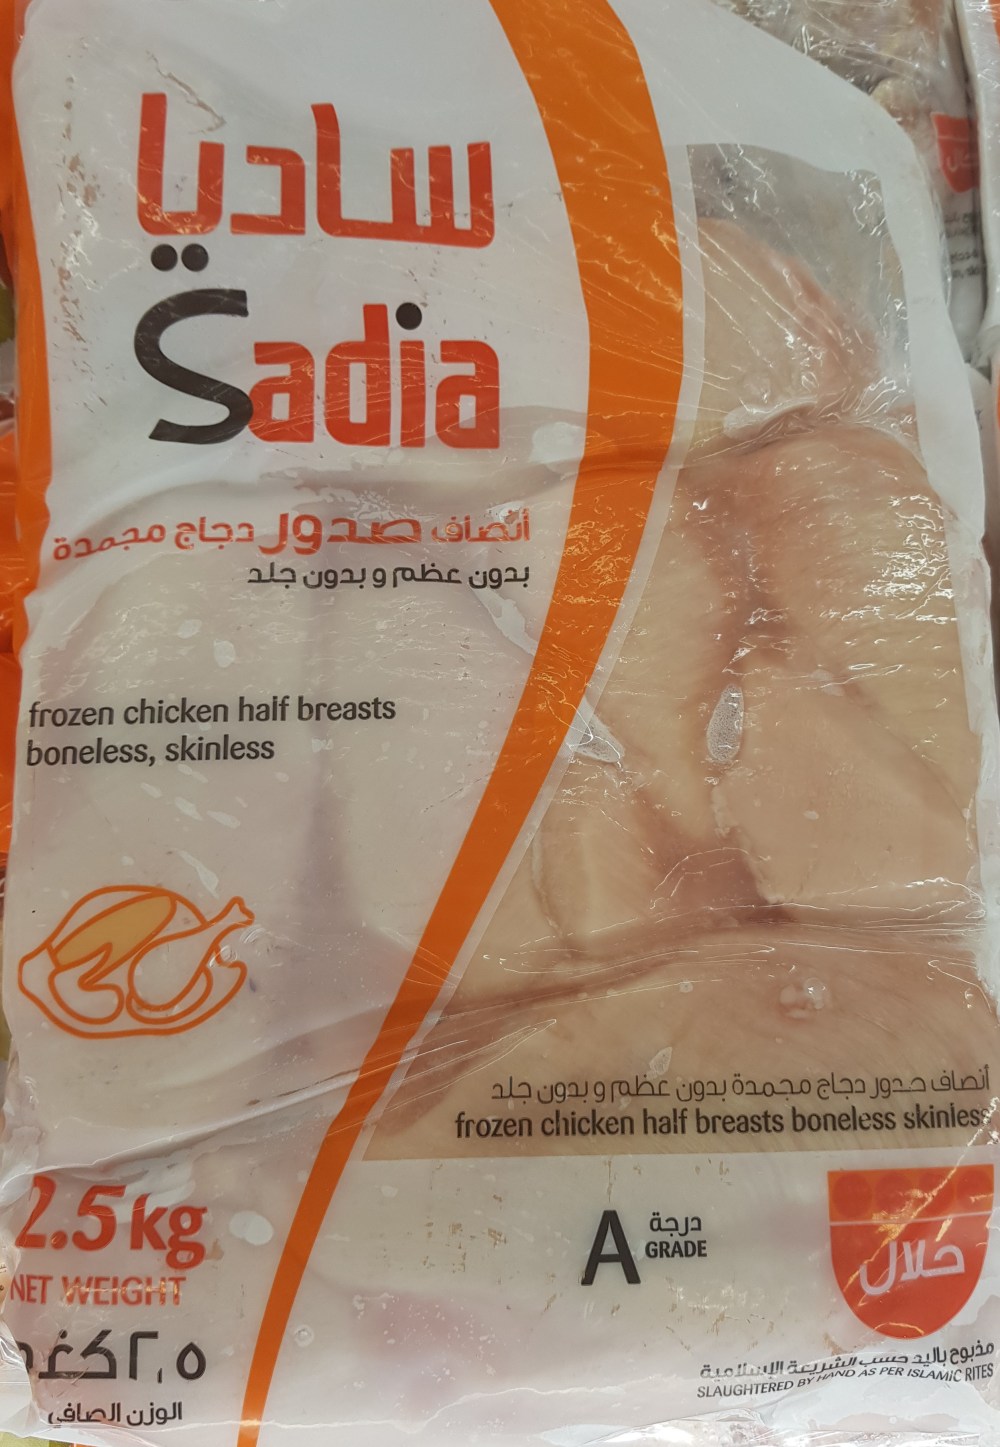 ساديا
Sadia
أنصاف صدور دجاج مجمدة
بدون عظم و بدون جلد
frozen chicken half breasts
boneless, skinless
أنصاف صدور دجاج مجمدة بدون عظم و بدون جلد
frozen chicken half breasts boneless skinless
2.5 kg
NET WEIGHT
٢,٥ كغم
الوزن الصافي
A درجة
GRADE
حلال
مذبوح باليد حسب الشريعة الإسلامية
SLAUGHTERED BY HAND AS PER ISLAMIC RITES